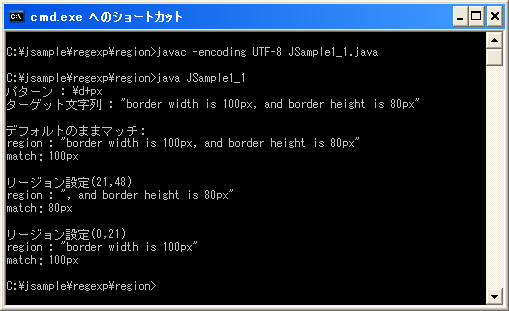 cmd.exe へのショートカット
C:¥jsample¥regexp¥region>javac -encoding UTF-8 JSample1_1.java
C:¥jsample¥regexp¥region>java JSample1_1
パターン : ¥d+px
ターゲット文字列 : "border width is 100px, and border height is 80px"
デフォルトのままマッチ:
region : "border width is 100px, and border height is 80px"
match: 100px
リージョン設定(21,48)
region : ", and border height is 80px"
match: 80px
リージョン設定(0,21)
region : "border width is 100px"
match: 100px
C:¥jsample¥regexp¥region>